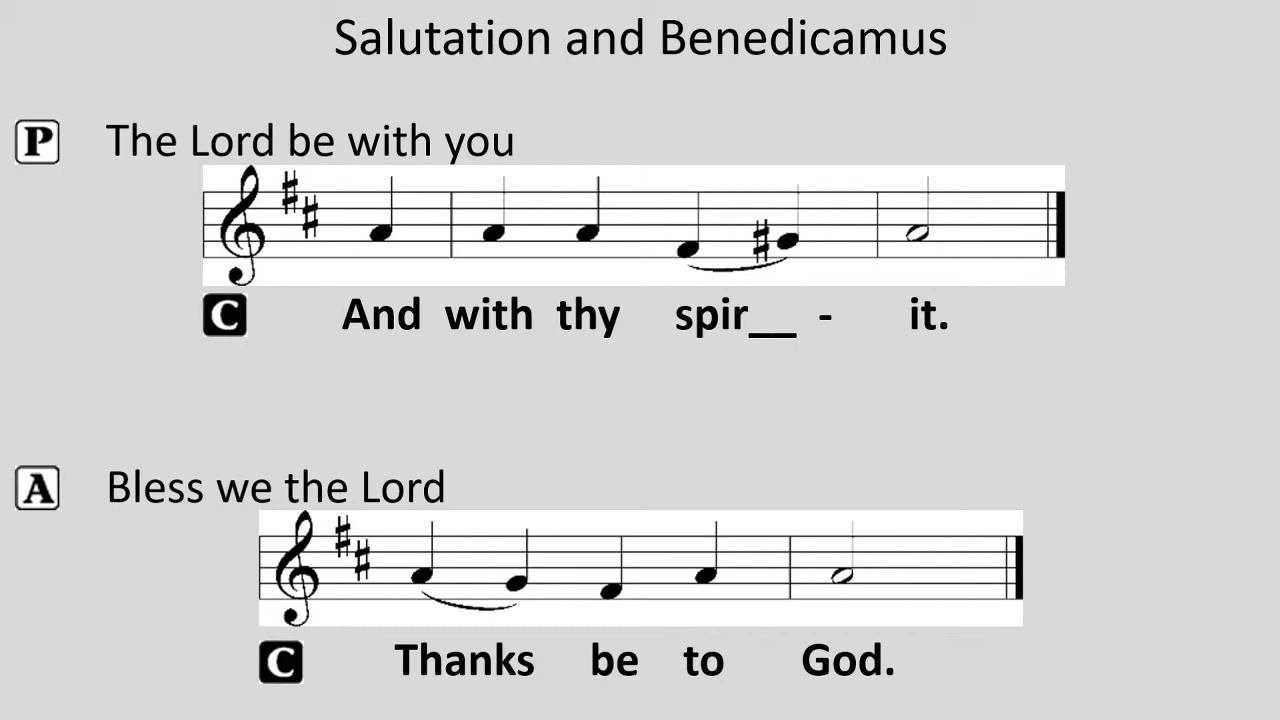 Salutation and Benedicamus
P The Lord be with you
C And with thy spir__ - it.
A Bless we the Lord
C Thanks be to God.